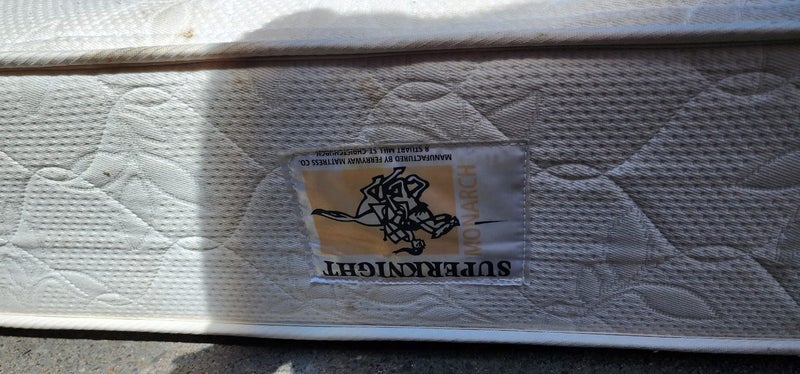 SUPERKNIGHT
MONARCH
MANUFACTURED BY FERRYWAY MATTRESS CO.
8 STUART MILL ST. CHRISTCHURCH